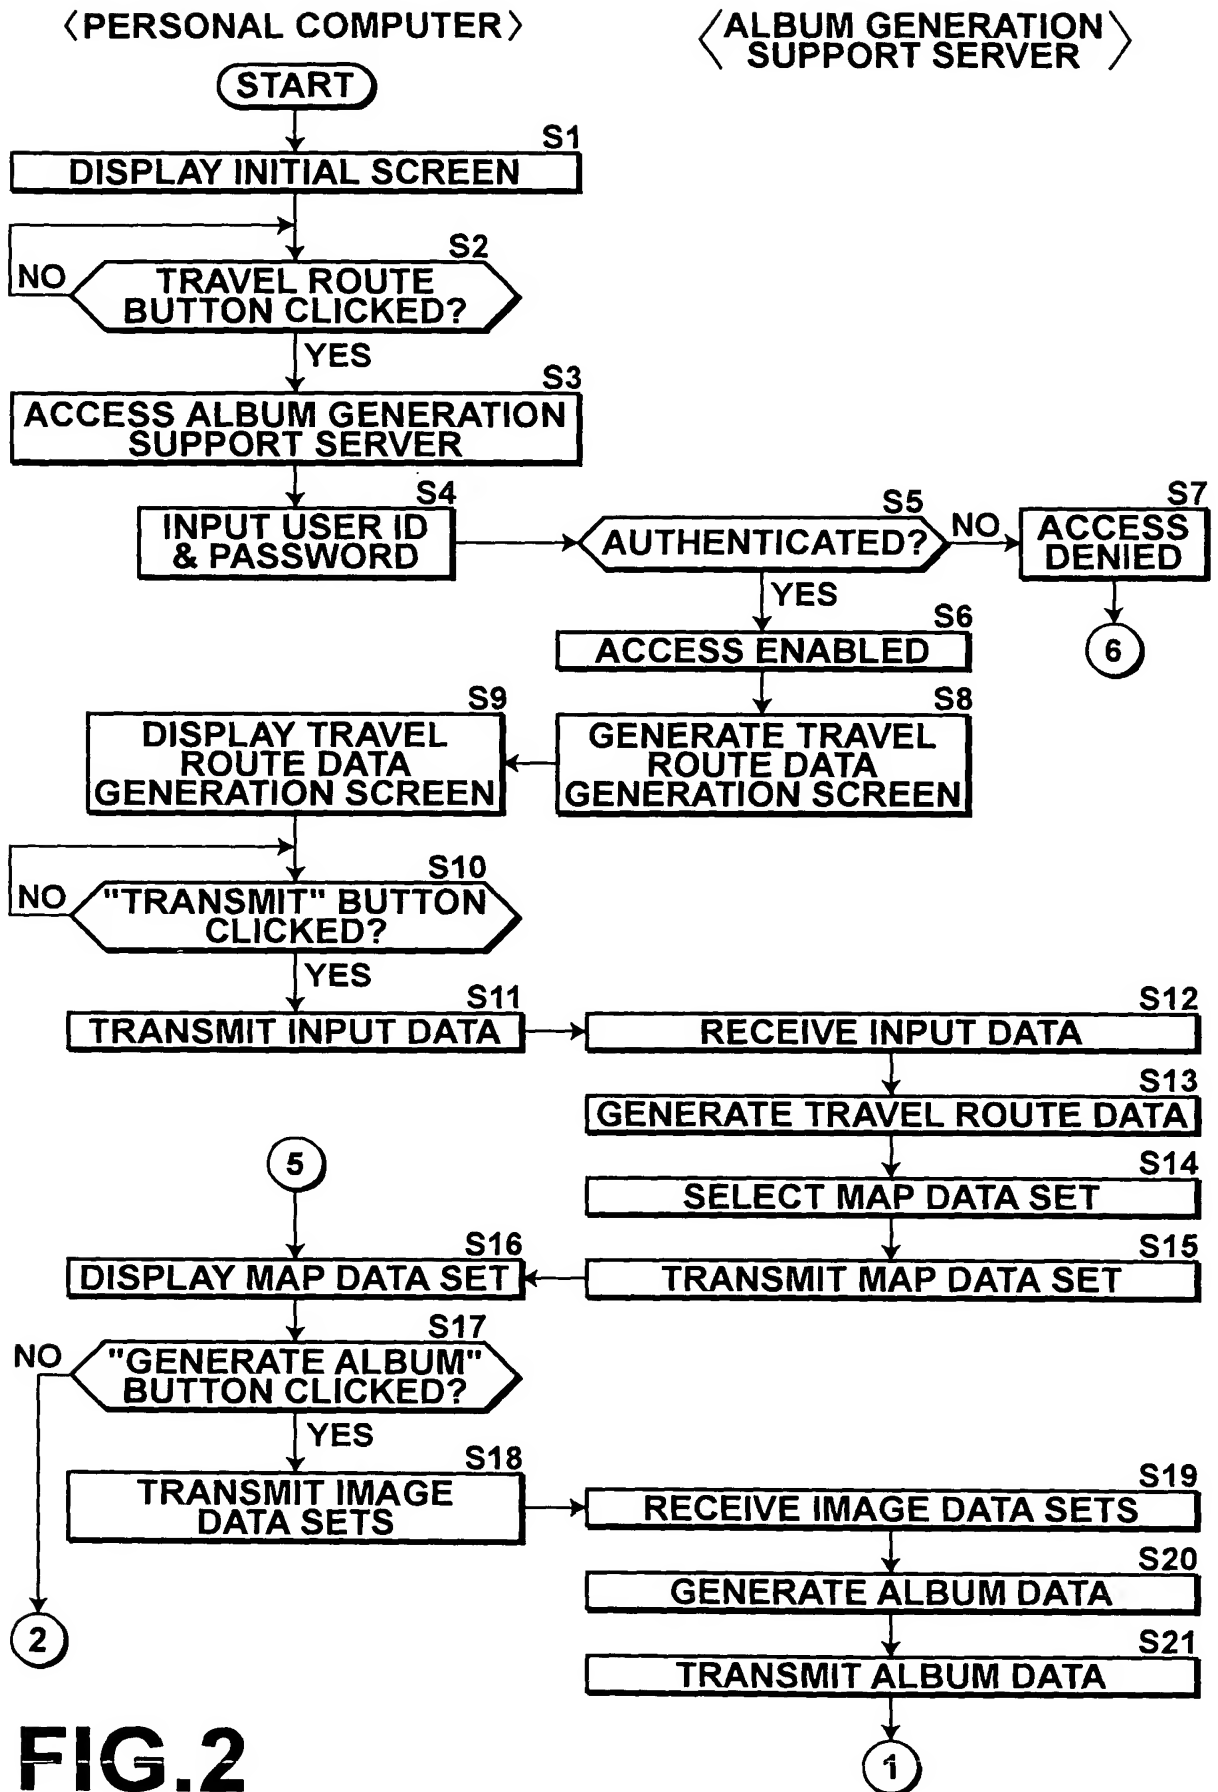 〈PERSONAL COMPUTER〉
〈ALBUM GENERATION
SUPPORT SERVER〉
START
S1
DISPLAY INITIAL SCREEN
S2
NO
TRAVEL ROUTE
BUTTON CLICKED?
YES
S3
ACCESS ALBUM GENERATION
SUPPORT SERVER
S4
INPUT USER ID
& PASSWORD
S5
AUTHENTICATED?
NO
S7
ACCESS
DENIED
YES
S6
ACCESS ENABLED
6
S9
DISPLAY TRAVEL
ROUTE DATA
GENERATION SCREEN
S8
GENERATE TRAVEL
ROUTE DATA
GENERATION SCREEN
S10
NO
"TRANSMIT" BUTTON
CLICKED?
YES
S11
TRANSMIT INPUT DATA
S12
RECEIVE INPUT DATA
S13
GENERATE TRAVEL ROUTE DATA
5
S14
SELECT MAP DATA SET
S16
DISPLAY MAP DATA SET
S15
TRANSMIT MAP DATA SET
S17
NO
"GENERATE ALBUM"
BUTTON CLICKED?
YES
S18
TRANSMIT IMAGE
DATA SETS
S19
RECEIVE IMAGE DATA SETS
S20
GENERATE ALBUM DATA
2
S21
TRANSMIT ALBUM DATA
FIG.2
1